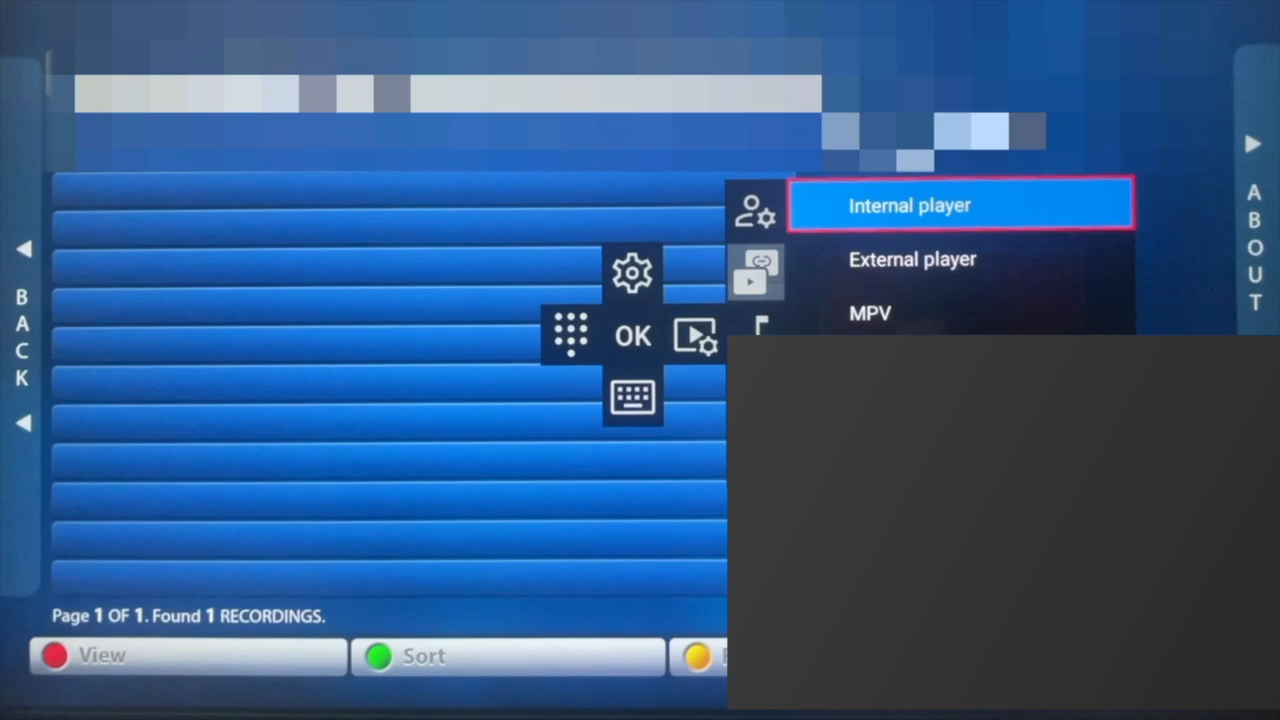 BACK
ABOUT
Internal player
External player
MPV
OK
Page 1 OF 1. Found 1 RECORDINGS.
View
Sort